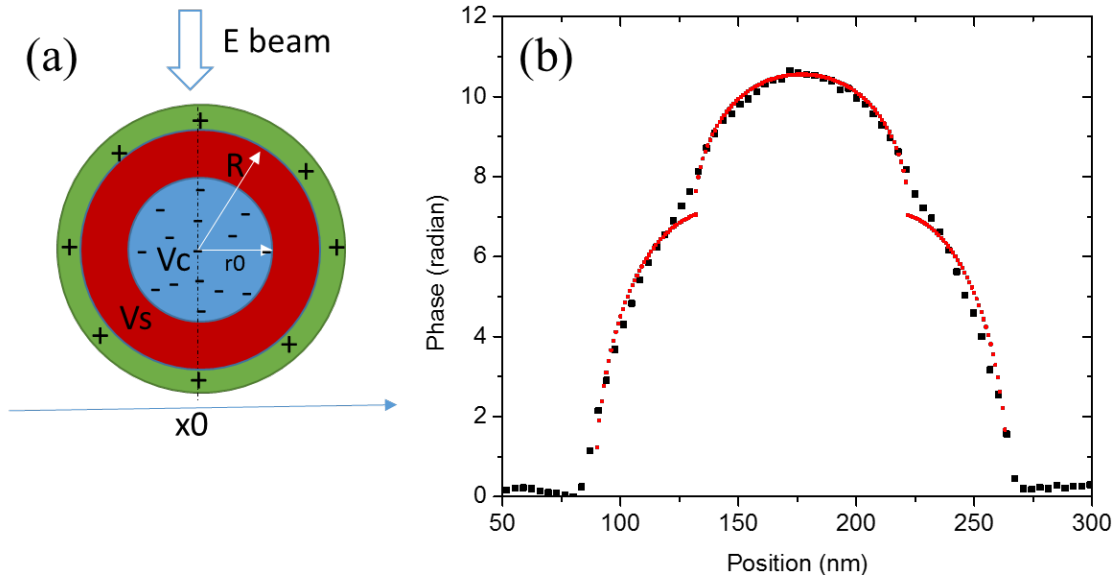 (a)
E beam
+
+ +
R
-
- -
- -
- -
+ - Vc - r0 - +
- - - -
- - -
-
Vs
+ +
+
x0
(b)
12
10
8
6
4
2
0
Phase (radian)
50 100 150 200 250 300
Position (nm)